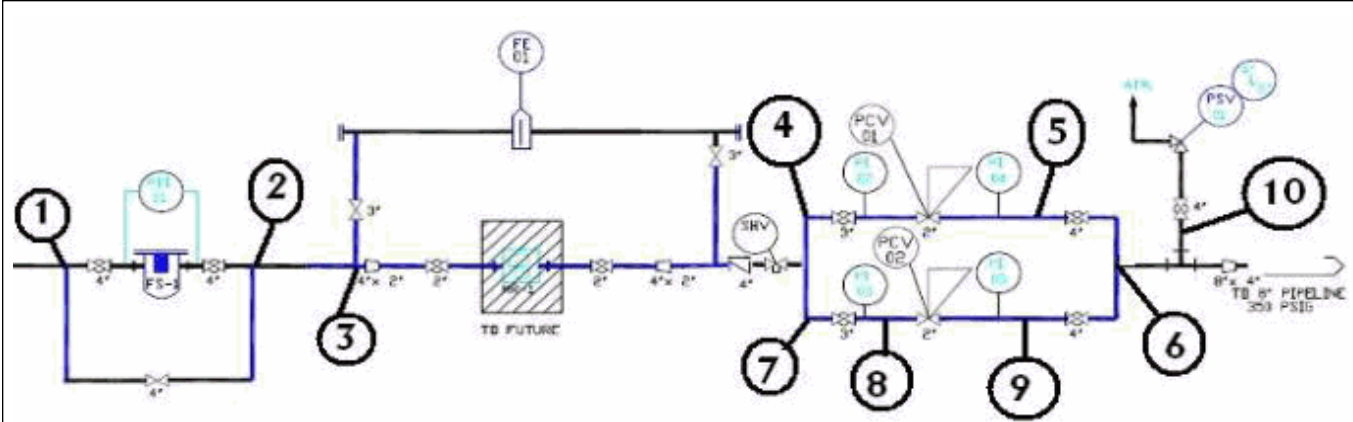 FE
01
1
2
3
4
5
6
7
8
9
10
FS-1
4"
4"
4"
3"
3"
4"x 2"
2"
2"
4"x 2"
TO FUTURE
SHV
4"
PCV
01
PCV
02
3"
2"
4"
3"
2"
4"
ATM.
PSV
01
4"
8"x 4"
TO 8" PIPELINE
350 PSIG